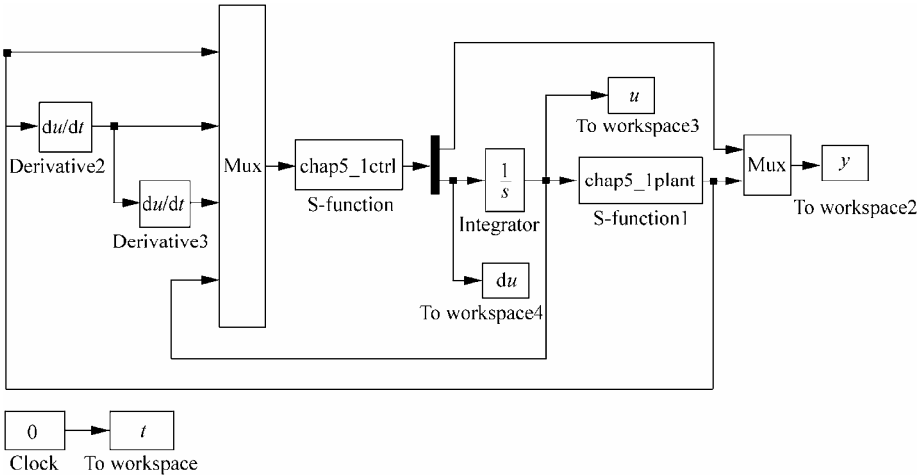 du/dt
Derivative2
du/dt
Derivative3
Mux
chap5_1ctrl
S-function
1
s
Integrator
du
To workspace4
u
To workspace3
chap5_1plant
S-function1
Mux
y
To workspace2
0
Clock
t
To workspace